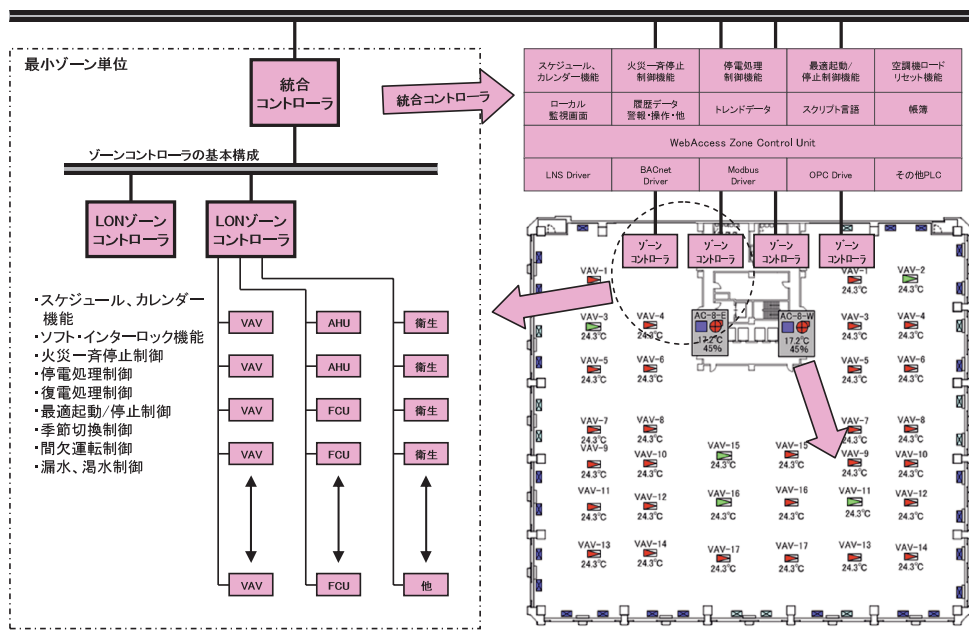 最小ゾーン単位
統合
コントローラ
統合コントローラ
ゾーンコントローラの基本構成
LONゾーン
コントローラ
LONゾーン
コントローラ
・スケジュール、カレンダー
機能
・ソフト・インターロック機能
・火災一斉停止制御
・停電処理制御
・復電処理制御
・最適起動/停止制御
・季節切換制御
・間欠運転制御
・漏水、渇水制御
VAV
AHU
衛生
VAV
AHU
衛生
VAV
FCU
衛生
VAV
FCU
衛生
VAV
FCU
他
スケジュール、
カレンダー機能
火災一斉停止
制御機能
停電処理
制御機能
最適起動/
停止制御機能
空調機ロード
リセット機能
ローカル
監視画面
履歴データ
警報・操作・他
トレンドデータ
スクリプト言語
帳簿
WebAccess Zone Control Unit
LNS Driver
BACnet
Driver
Modbus
Driver
OPC Drive
その他PLC
ゾーン
コントローラ
ゾーン
コントローラ
ゾーン
コントローラ
ゾーン
コントローラ
VAV-1
24.3℃
VAV-1
24.3℃
VAV-2
24.3℃
AC-8-E
17.2℃
45%
AC-8-W
17.2℃
45%
VAV-3
24.3℃
VAV-4
24.3℃
VAV-3
24.3℃
VAV-4
24.3℃
VAV-5
24.3℃
VAV-6
24.3℃
VAV-5
24.3℃
VAV-6
24.3℃
VAV-7
24.3℃
VAV-8
24.3℃
VAV-7
24.3℃
VAV-8
24.3℃
VAV-9
24.3℃
VAV-10
24.3℃
VAV-15
24.3℃
VAV-15
24.3℃
VAV-9
24.3℃
VAV-10
24.3℃
VAV-11
24.3℃
VAV-12
24.3℃
VAV-16
24.3℃
VAV-16
24.3℃
VAV-11
24.3℃
VAV-12
24.3℃
VAV-13
24.3℃
VAV-14
24.3℃
VAV-17
24.3℃
VAV-17
24.3℃
VAV-13
24.3℃
VAV-14
24.3℃